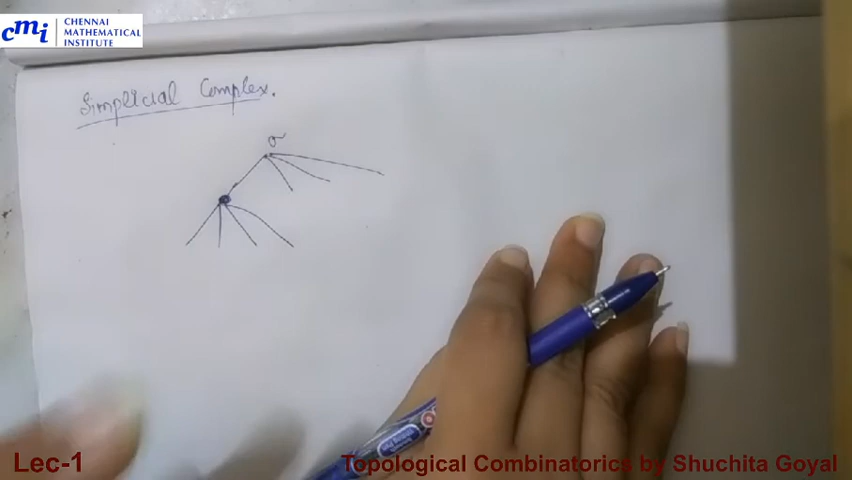 cmi
CHENNAI
MATHEMATICAL
INSTITUTE
Simplicial Complex.
σ
Lec-1
Topological Combinatorics by Shuchita Goyal